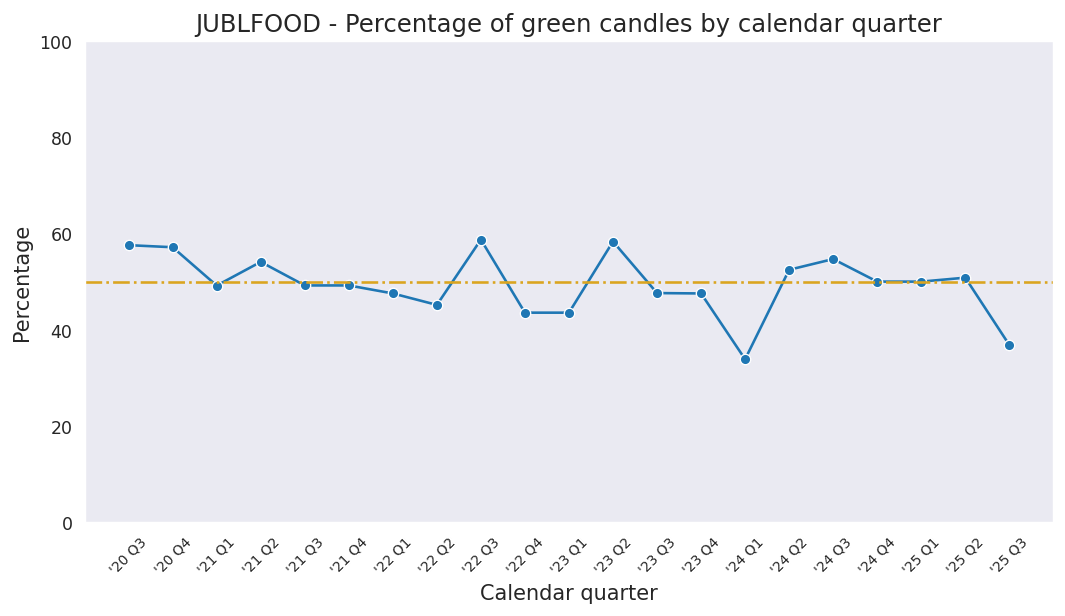 JUBLFOOD - Percentage of green candles by calendar quarter
Percentage
100
80
60
40
20
0
'20 Q3
'20 Q4
'21 Q1
'21 Q2
'21 Q3
'21 Q4
'22 Q1
'22 Q2
'22 Q3
'22 Q4
'23 Q1
'23 Q2
'23 Q3
'23 Q4
'24 Q1
'24 Q2
'24 Q3
'24 Q4
'25 Q1
'25 Q2
'25 Q3
Calendar quarter